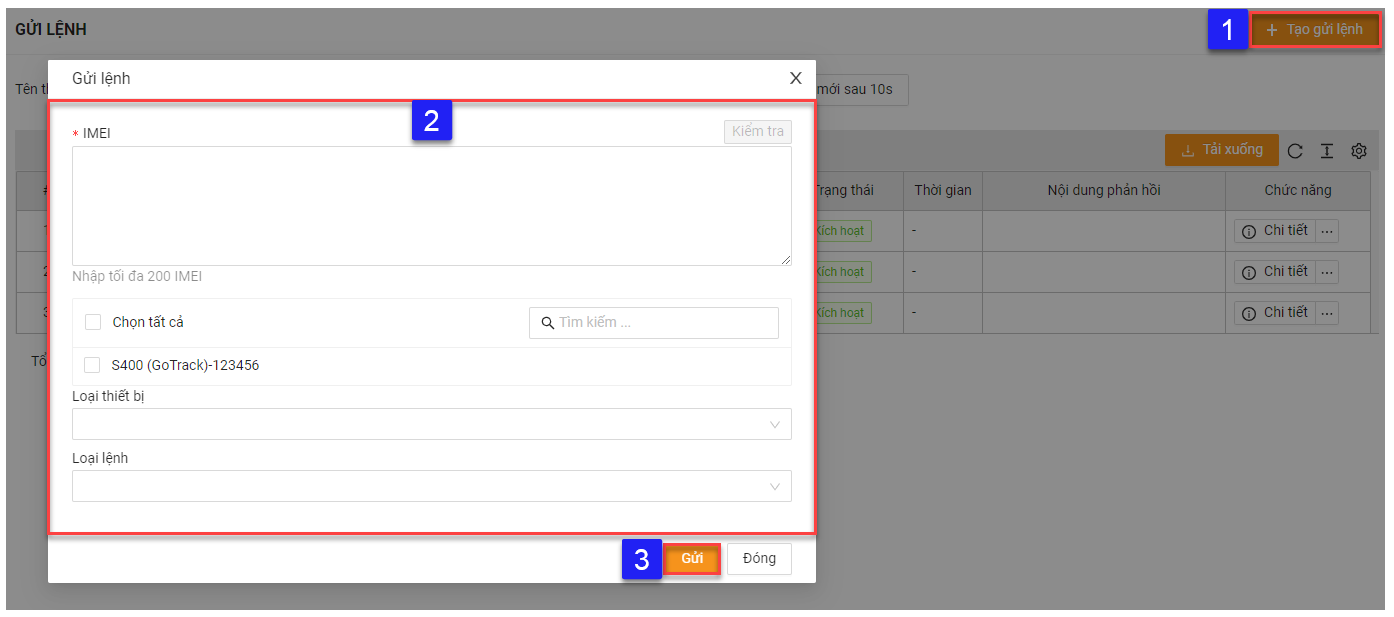 GỬI LỆNH
1
+ Tạo gửi lệnh
Gửi lệnh
X
Tên
mới sau 10s
2
* IMEI
Kiểm tra
Tải xuống
#
Trạng thái
Thời gian
Nội dung phản hồi
Chức năng
1
Kích hoạt
-
Chi tiết
...
2
Kích hoạt
-
Chi tiết
...
3
Kích hoạt
-
Chi tiết
...
Nhập tối đa 200 IMEI
Chọn tất cả
Tìm kiếm ...
Tổ
S400 (GoTrack)-123456
Loại thiết bị
Loại lệnh
3
Gửi
Đóng